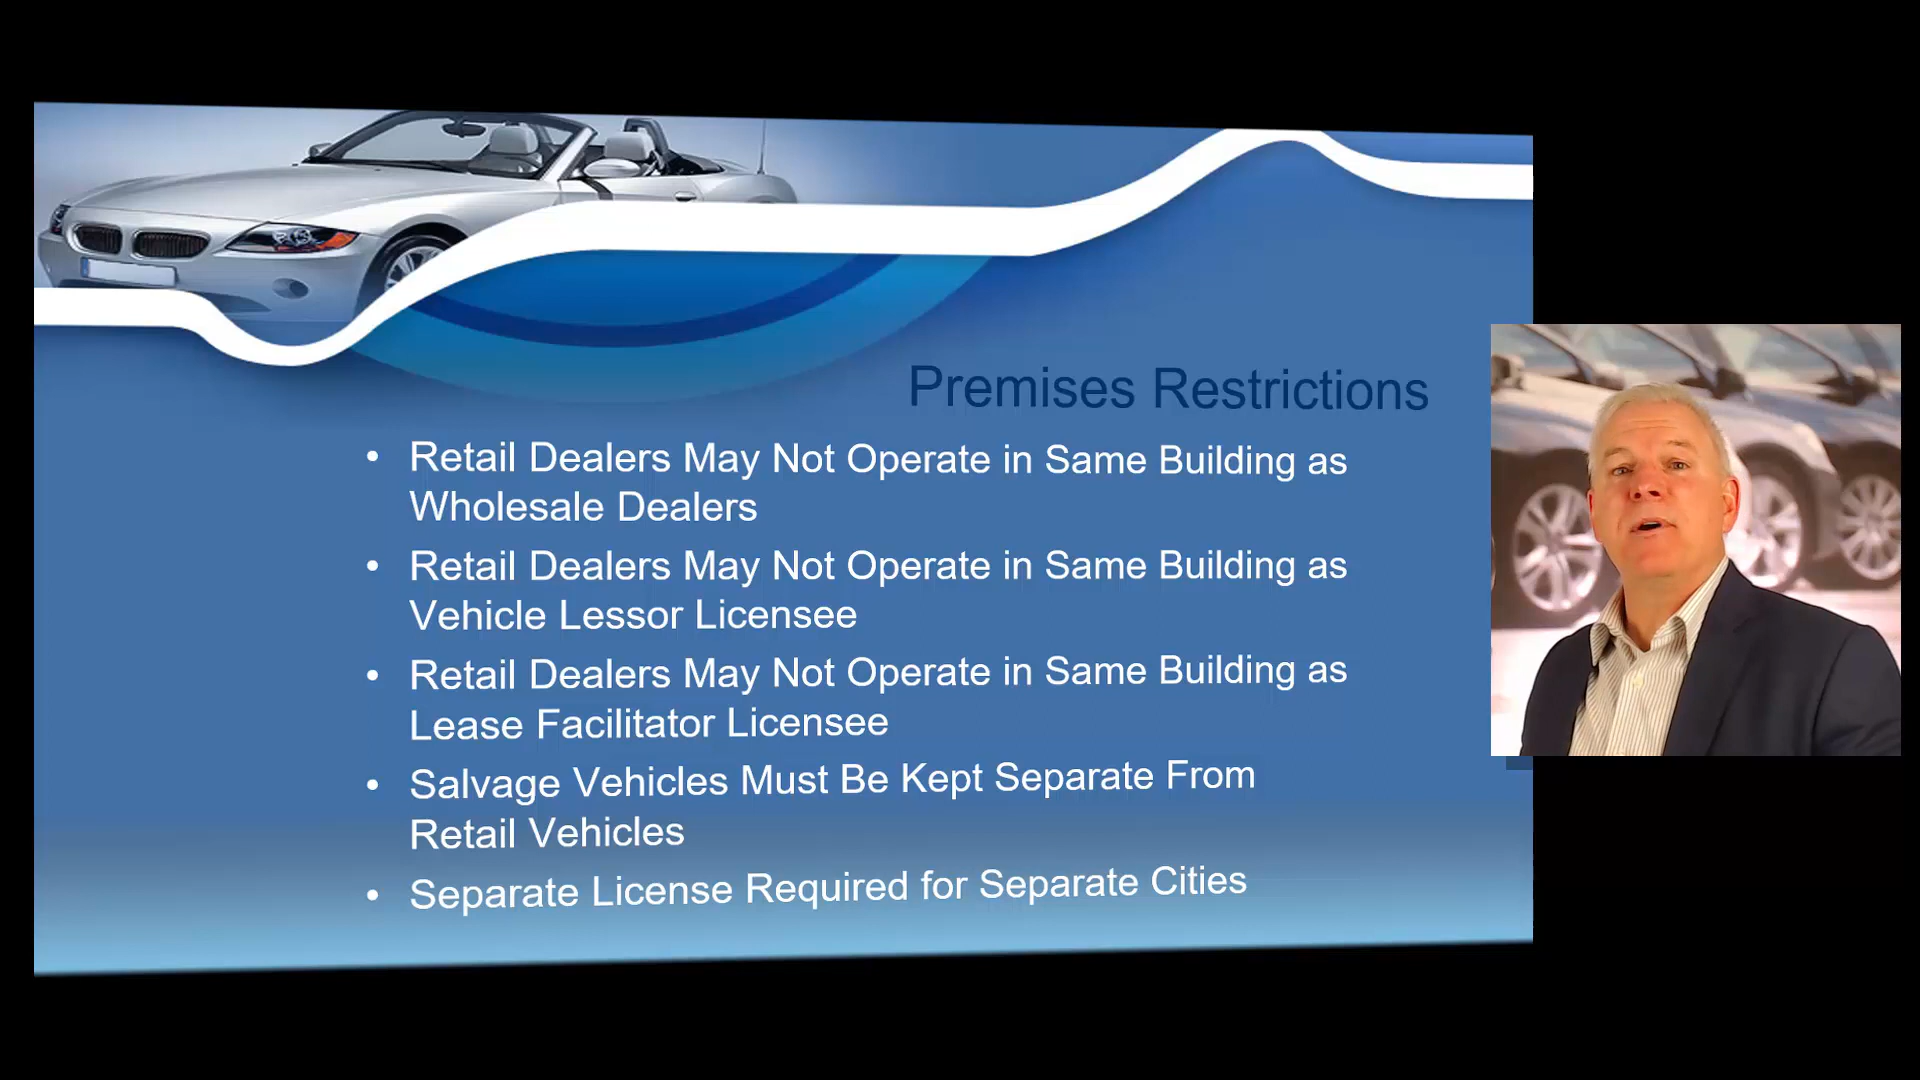 Premises Restrictions
• Retail Dealers May Not Operate in Same Building as
Wholesale Dealers
• Retail Dealers May Not Operate in Same Building as
Vehicle Lessor Licensee
• Retail Dealers May Not Operate in Same Building as
Lease Facilitator Licensee
• Salvage Vehicles Must Be Kept Separate From
Retail Vehicles
• Separate License Required for Separate Cities